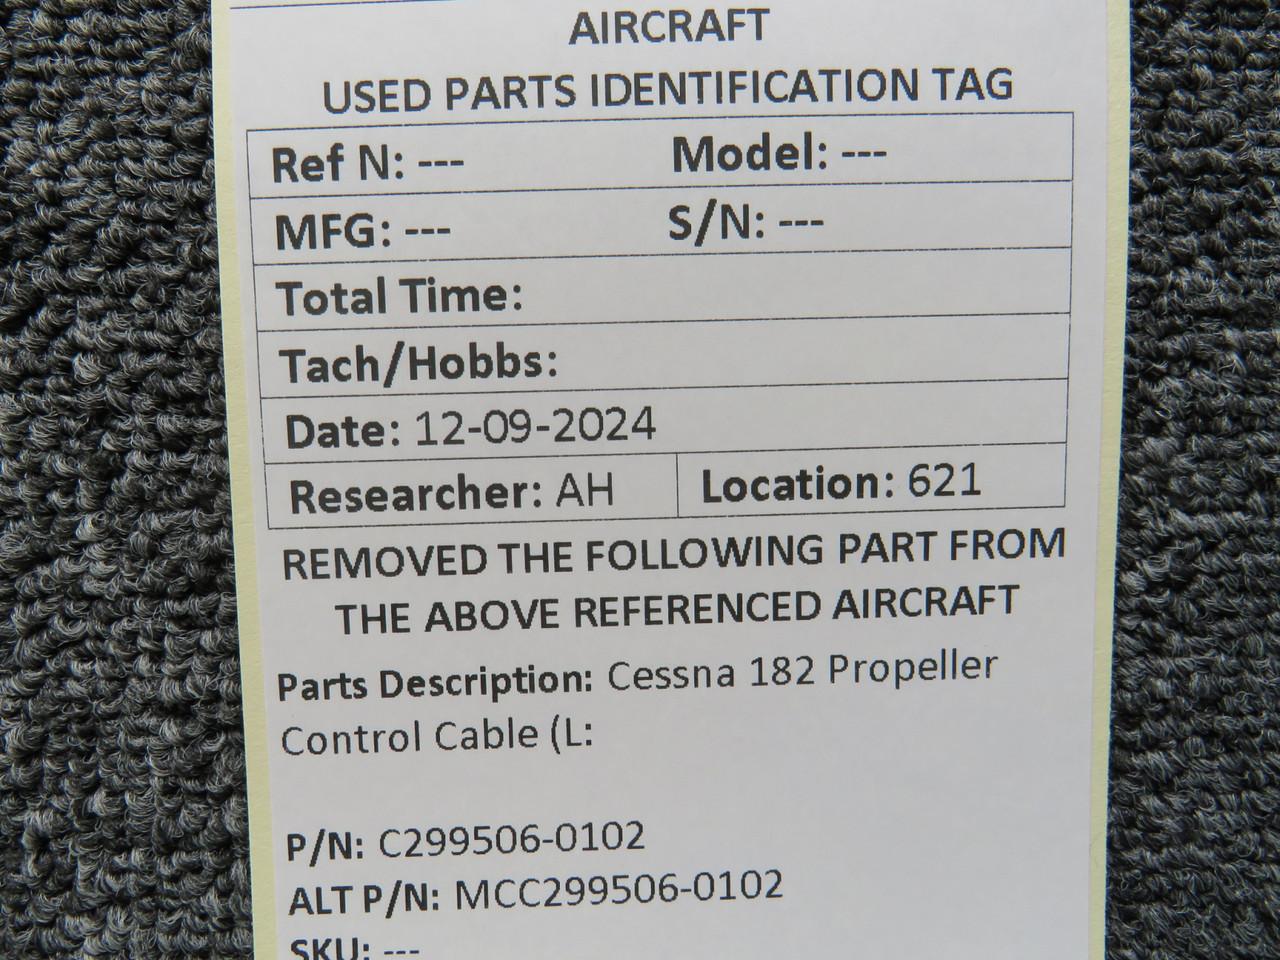 AIRCRAFT
USED PARTS IDENTIFICATION TAG
Ref N: --- Model: ---
MFG: --- S/N: ---
Total Time:
Tach/Hobbs:
Date: 12-09-2024
Researcher: AH Location: 621
REMOVED THE FOLLOWING PART FROM
THE ABOVE REFERENCED AIRCRAFT
Parts Description: Cessna 182 Propeller
Control Cable (L:
P/N: C299506-0102
ALT P/N: MCC299506-0102
SKU: ---